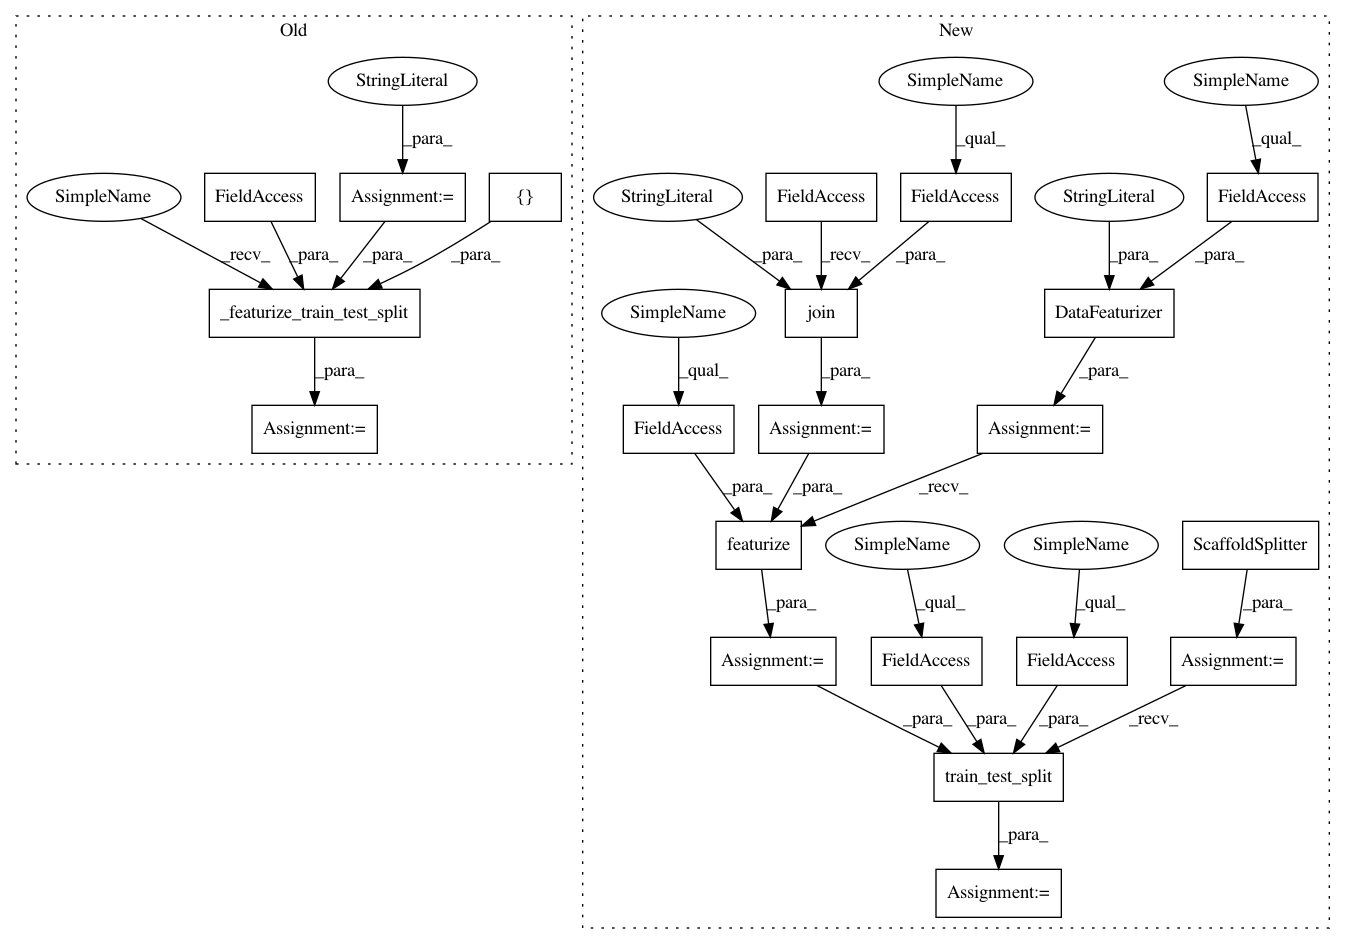 Old
New
StringLiteral
SimpleName
SimpleName
_para_
_qual_
_qual_
SimpleName
FieldAccess
Assignment:=
{}
StringLiteral
FieldAccess
FieldAccess
StringLiteral
FieldAccess
_recv_
_para_
_para_
_para_
_para_
_recv_
_para_
_para_
_para_
_featurize_train_test_split
SimpleName
join
DataFeaturizer
_para_
_qual_
_para_
_para_
Assignment:=
FieldAccess
Assignment:=
Assignment:=
_para_
_para_
_recv_
featurize
SimpleName
SimpleName
ScaffoldSplitter
_para_
_qual_
_qual_
_para_
Assignment:=
FieldAccess
FieldAccess
Assignment:=
_para_
_para_
_para_
_recv_
train_test_split
_para_
Assignment:=